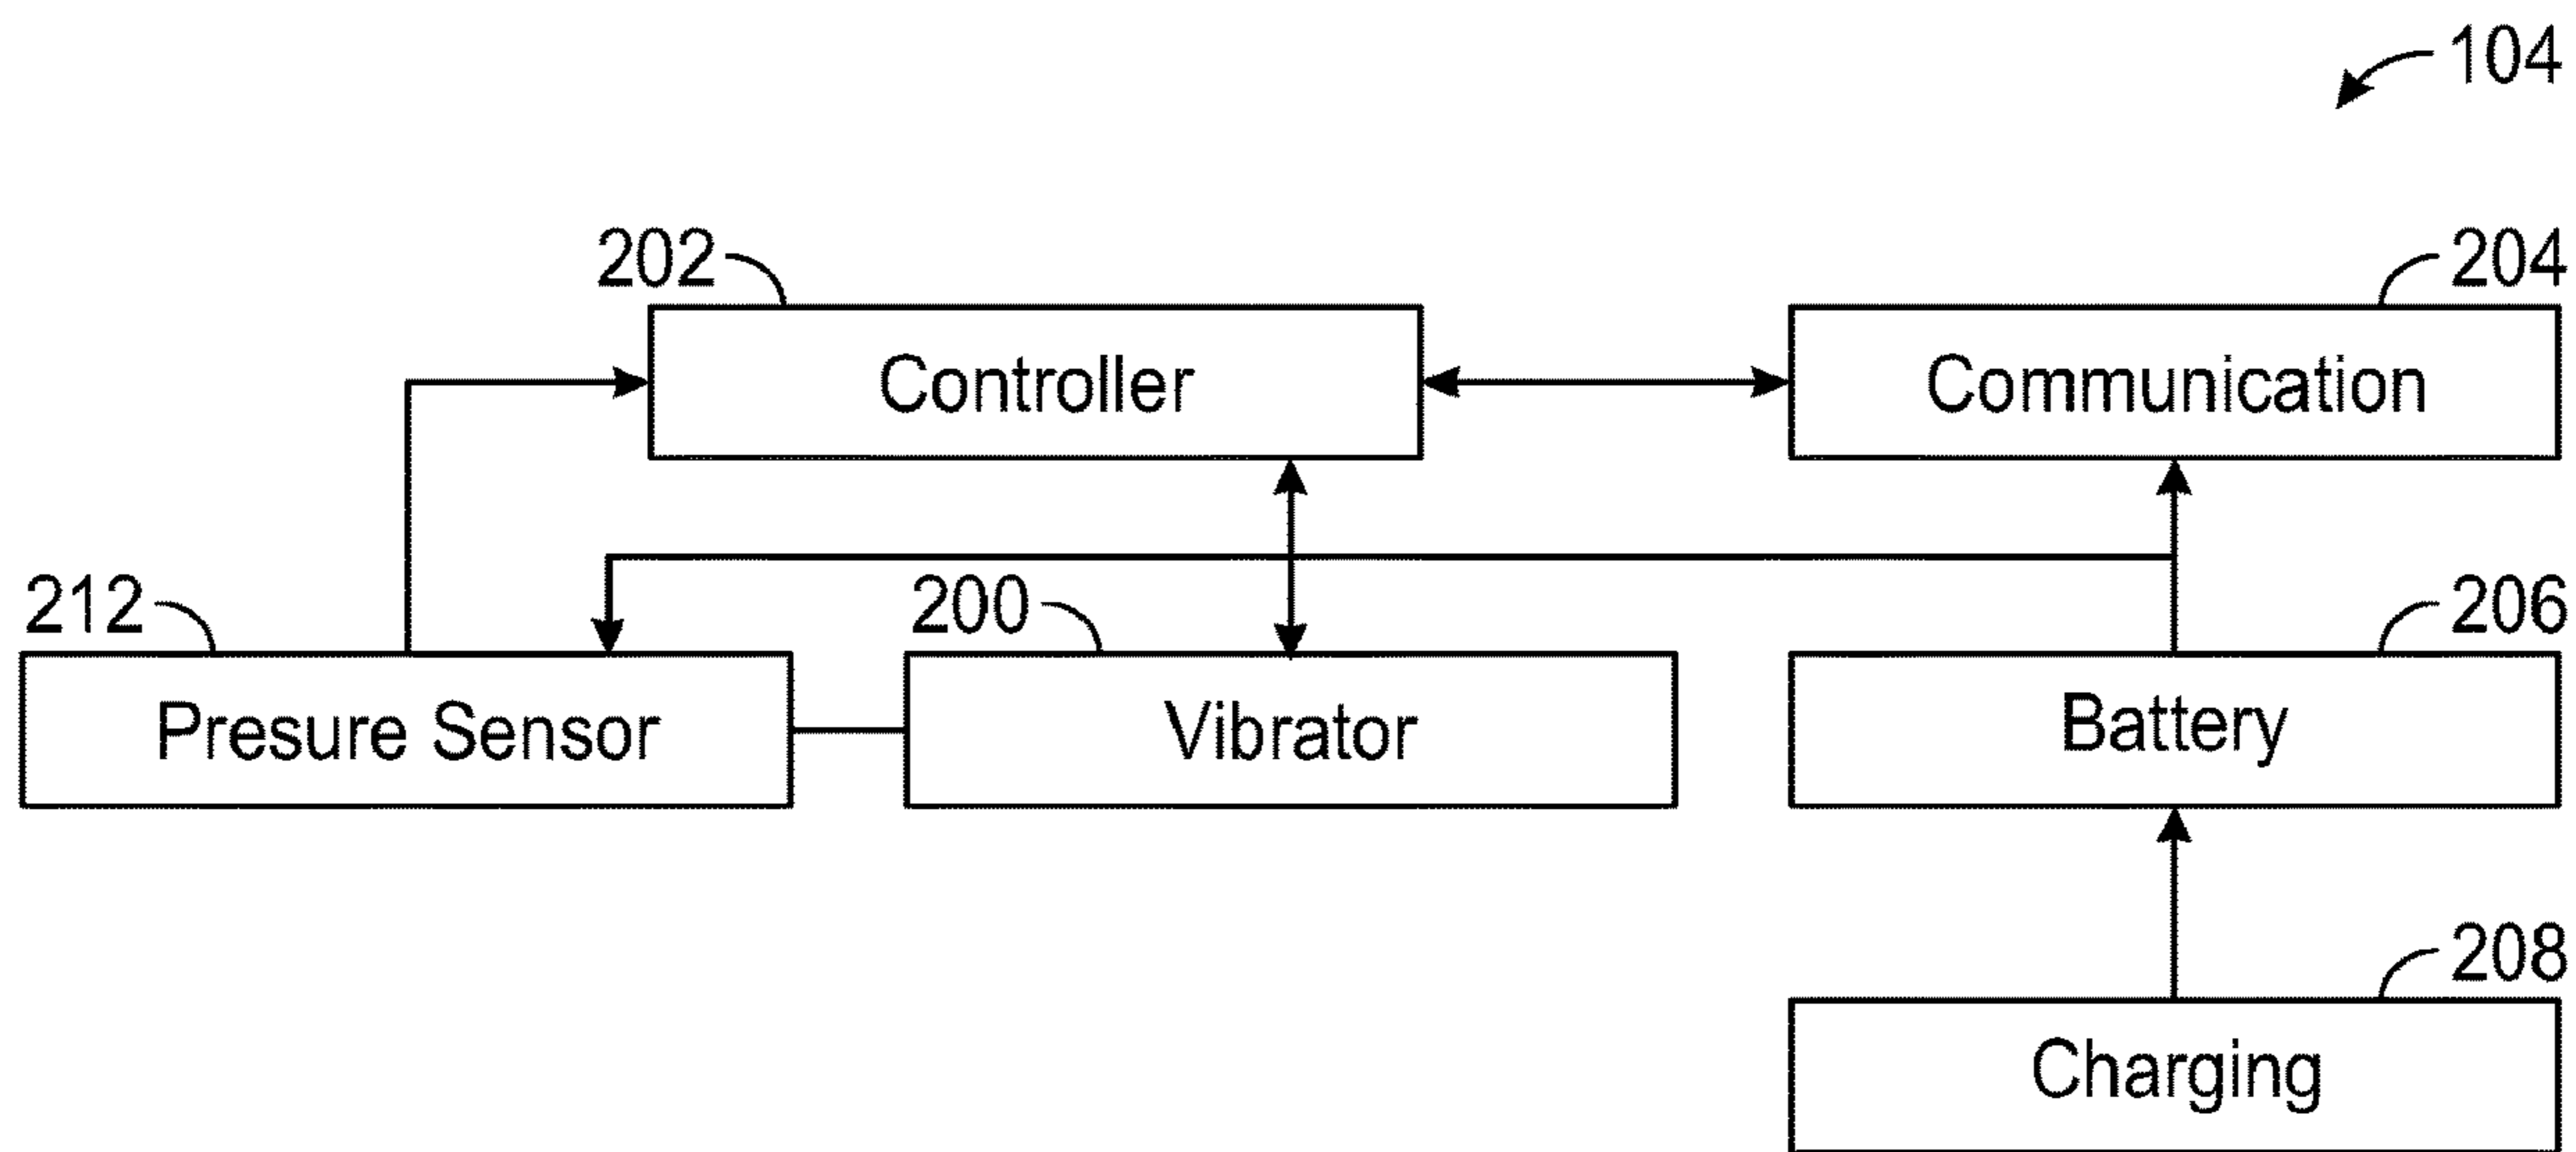 104
202
204
Controller
Communication
212
200
206
Presure Sensor
Vibrator
Battery
208
Charging